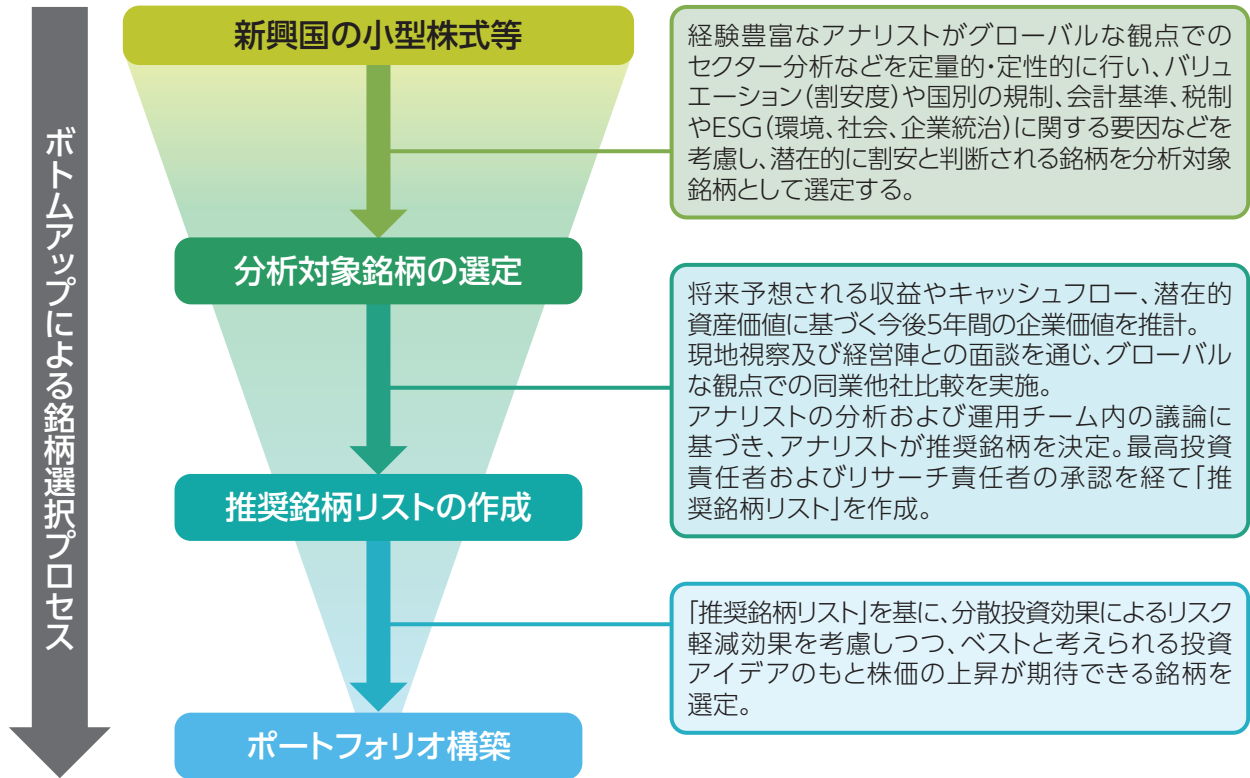 ボトムアップによる銘柄選択プロセス
新興国の小型株式等
経験豊富なアナリストがグローバルな観点での
セクター分析などを定量的・定性的に行い、バリュ
エーション(割安度)や国別の規制、会計基準、税制
やESG(環境、社会、企業統治)に関する要因などを
考慮し、潜在的に割安と判断される銘柄を分析対象
銘柄として選定する。
分析対象銘柄の選定
将来予想される収益やキャッシュフロー、潜在的
資産価値に基づく今後5年間の企業価値を推計。
現地視察及び経営陣との面談を通じ、グローバル
な観点での同業他社比較を実施。
アナリストの分析および運用チーム内の議論に
基づき、アナリストが推奨銘柄を決定。最高投資
責任者およびリサーチ責任者の承認を経て「推
奨銘柄リスト」を作成。
推奨銘柄リストの作成
「推奨銘柄リスト」を基に、分散投資効果によるリスク
軽減効果を考慮しつつ、ベストと考えられる投資
アイデアのもと株価の上昇が期待できる銘柄を
選定。
ポートフォリオ構築